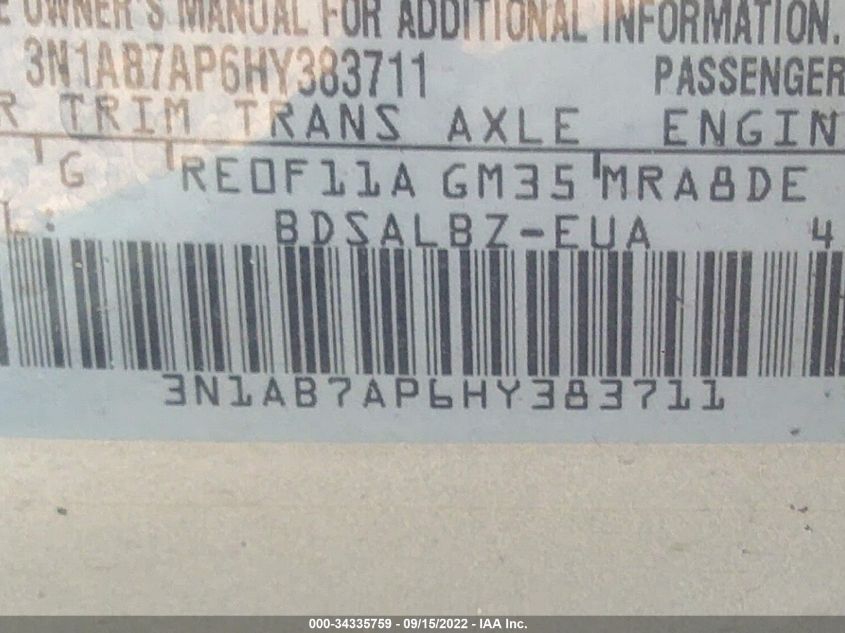 OWNER'S MANUAL FOR ADDITIONAL INFORMATION.
3N1AB7AP6HY383711 PASSENGER
R TRIM TRANS AXLE ENGIN
G RE0F11A GM35 MRA8DE
BDSALBZ-EUA 4
3N1AB7AP6HY383711
000-34335759 - 09/15/2022 - IAA Inc.